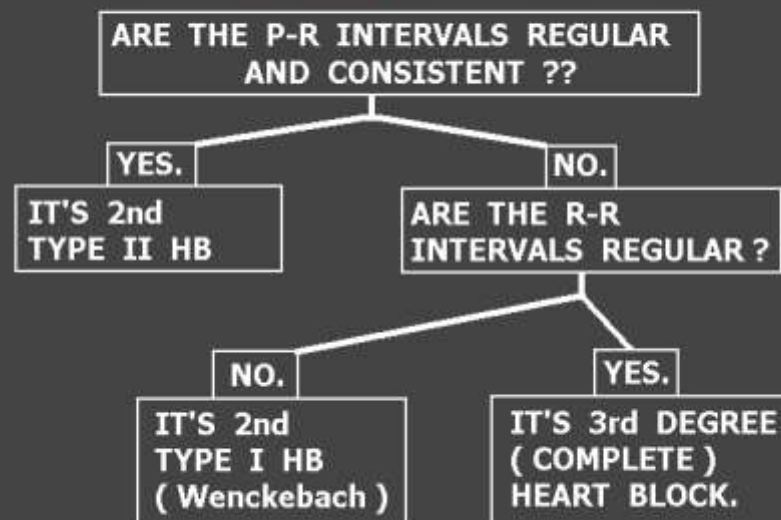 ARE THE P-R INTERVALS REGULAR
AND CONSISTENT ??
YES.
NO.
IT'S 2nd
TYPE II HB
ARE THE R-R
INTERVALS REGULAR ?
NO.
YES.
IT'S 2nd
TYPE I HB
( Wenckebach )
IT'S 3rd DEGREE
( COMPLETE )
HEART BLOCK.